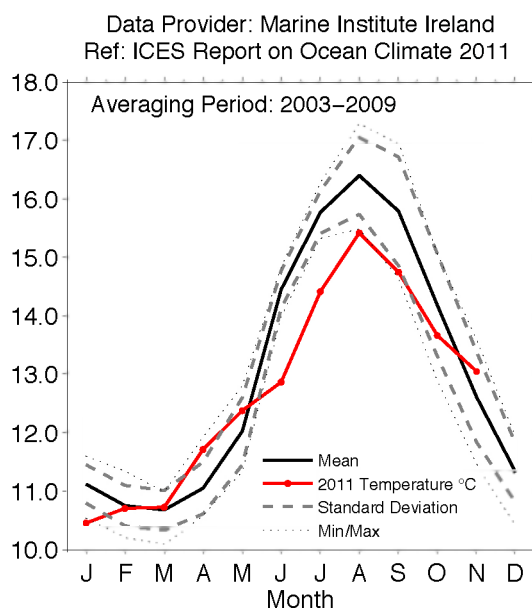 Data Provider: Marine Institute Ireland
Ref: ICES Report on Ocean Climate 2011
Averaging Period: 2003−2009
18.0
17.0
16.0
15.0
14.0
13.0
12.0
11.0
10.0
Mean
2011 Temperature °C
Standard Deviation
Min/Max
J F M A M J J A S O N D
Month